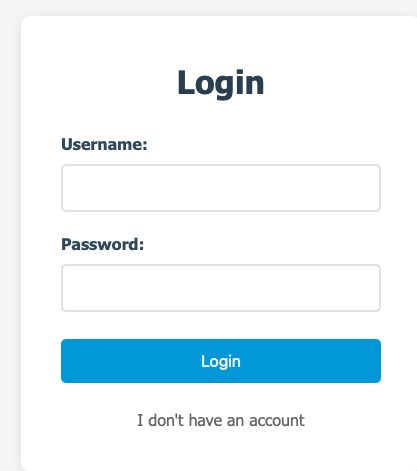 Login
Username:
Password:
Login
I don't have an account